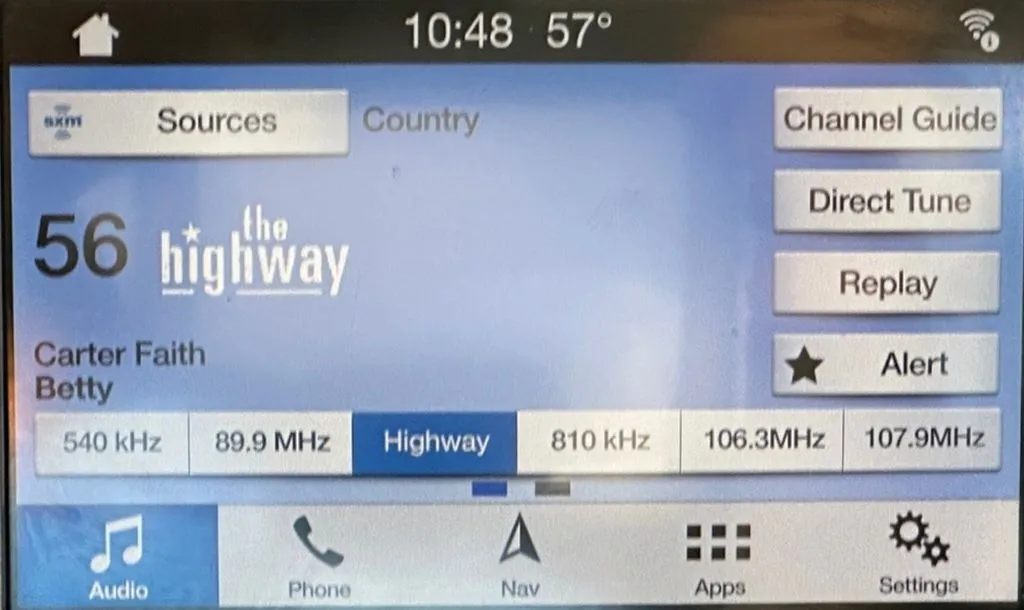 10:48 57°
sxm Sources Country Channel Guide
Direct Tune
56 the highway
Replay
Carter Faith
Betty
Alert
540 kHz 89.9 MHz Highway 810 kHz 106.3MHz 107.9MHz
Audio Phone Nav Apps Settings